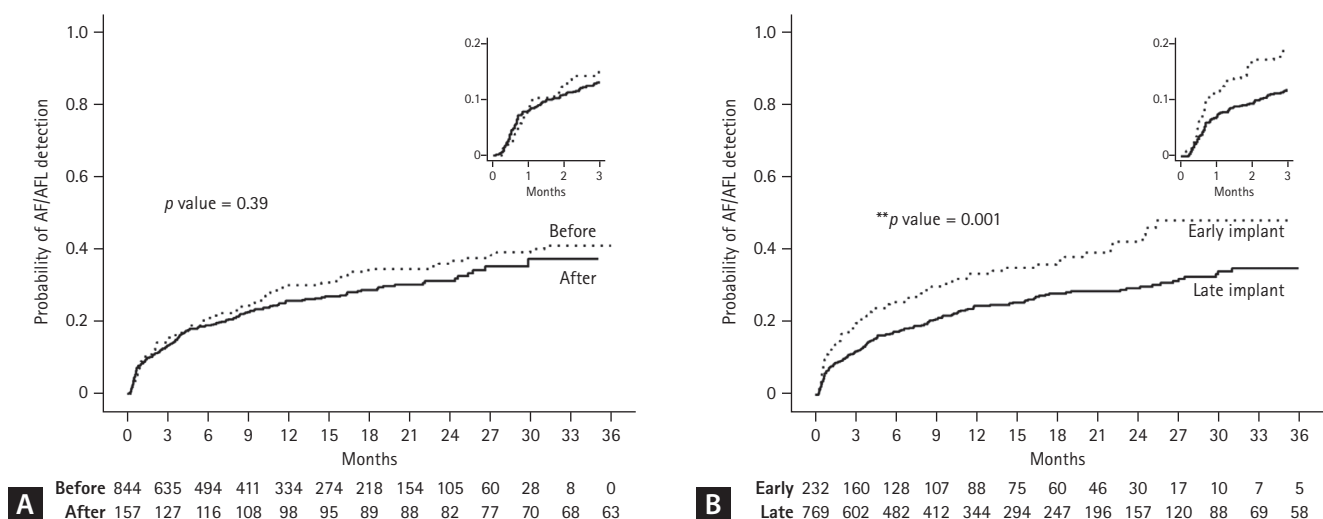 1.0
0.8
0.6
0.4
0.2
0
Probability of AF/AFL detection
p value = 0.39
Before
After
0.2
0.1
0
0 1 2 3
Months
0 3 6 9 12 15 18 21 24 27 30 33 36
Months
A
Before 844 635 494 411 334 274 218 154 105 60 28 8 0
After 157 127 116 108 98 95 89 88 82 77 70 68 63
1.0
0.8
0.6
0.4
0.2
0
Probability of AF/AFL detection
**p value = 0.001
Early implant
Late implant
0.2
0.1
0
0 1 2 3
Months
0 3 6 9 12 15 18 21 24 27 30 33 36
Months
B
Early 232 160 128 107 88 75 60 46 30 17 10 7 5
Late 769 602 482 412 344 294 247 196 157 120 88 69 58